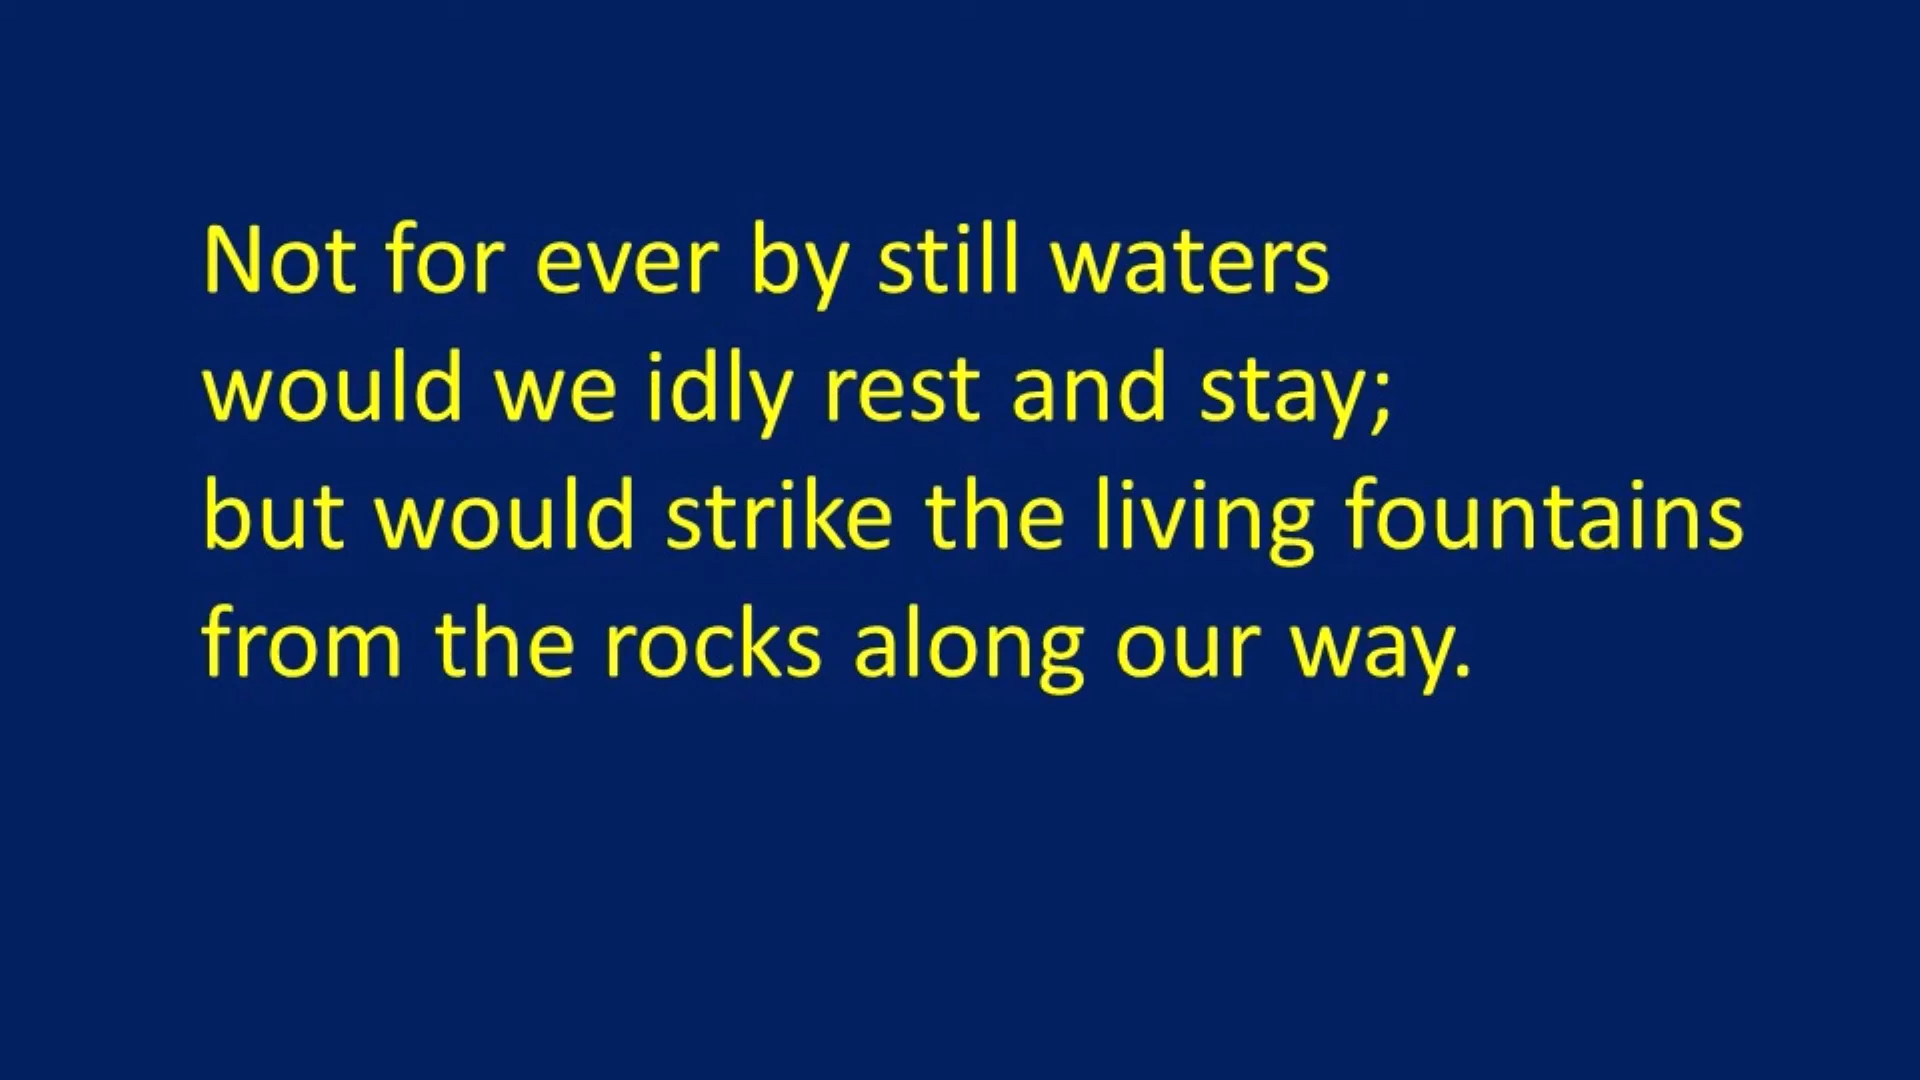 Not for ever by still waters
would we idly rest and stay;
but would strike the living fountains
from the rocks along our way.